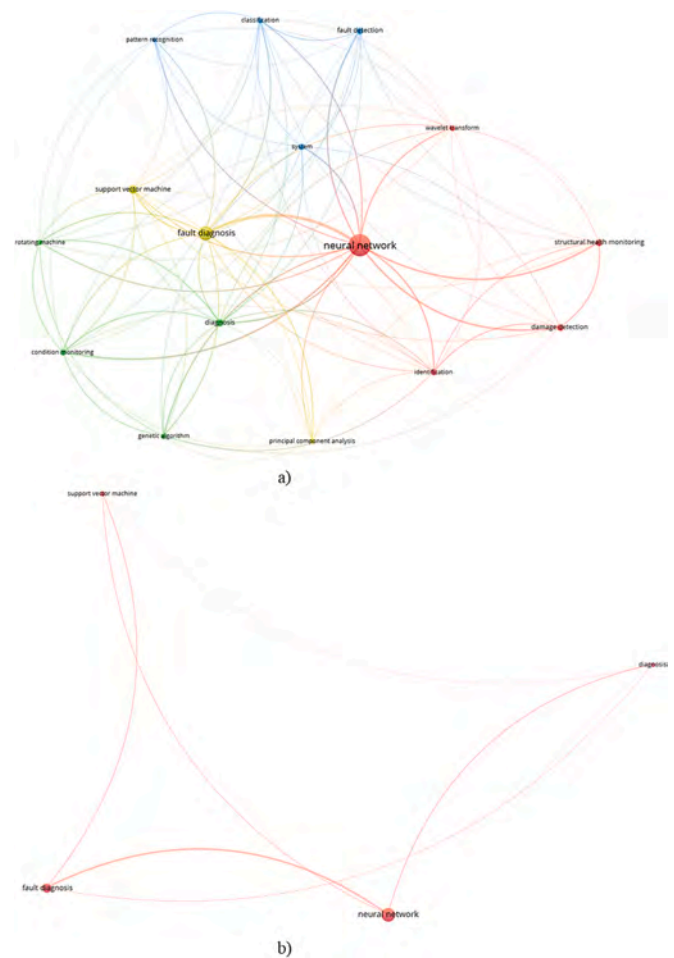 classification
fault detection
pattern recognition
wavelet transform
system
support vector machine
fault diagnosis
rotating machine
neural network
structural health monitoring
diagnosis
damage detection
condition monitoring
identification
genetic algorithm
principal component analysis
a)
support vector machine
diagnosis
fault diagnosis
neural network
b)